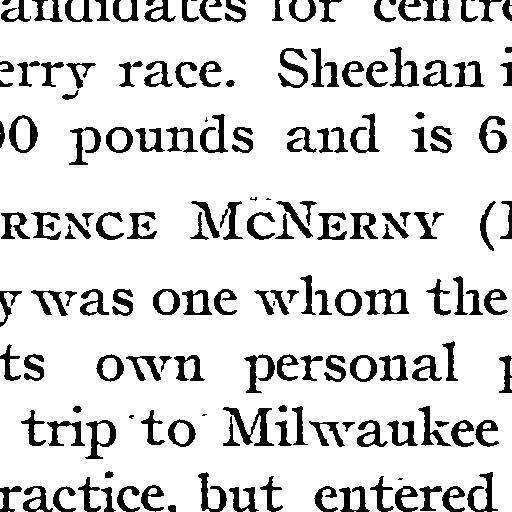 andidates for centre
erry race. Sheehan i
00 pounds and is 6
RENCE MCNERNY (
y was one whom the
ts own personal p
trip to Milwaukee
ractice, but entered